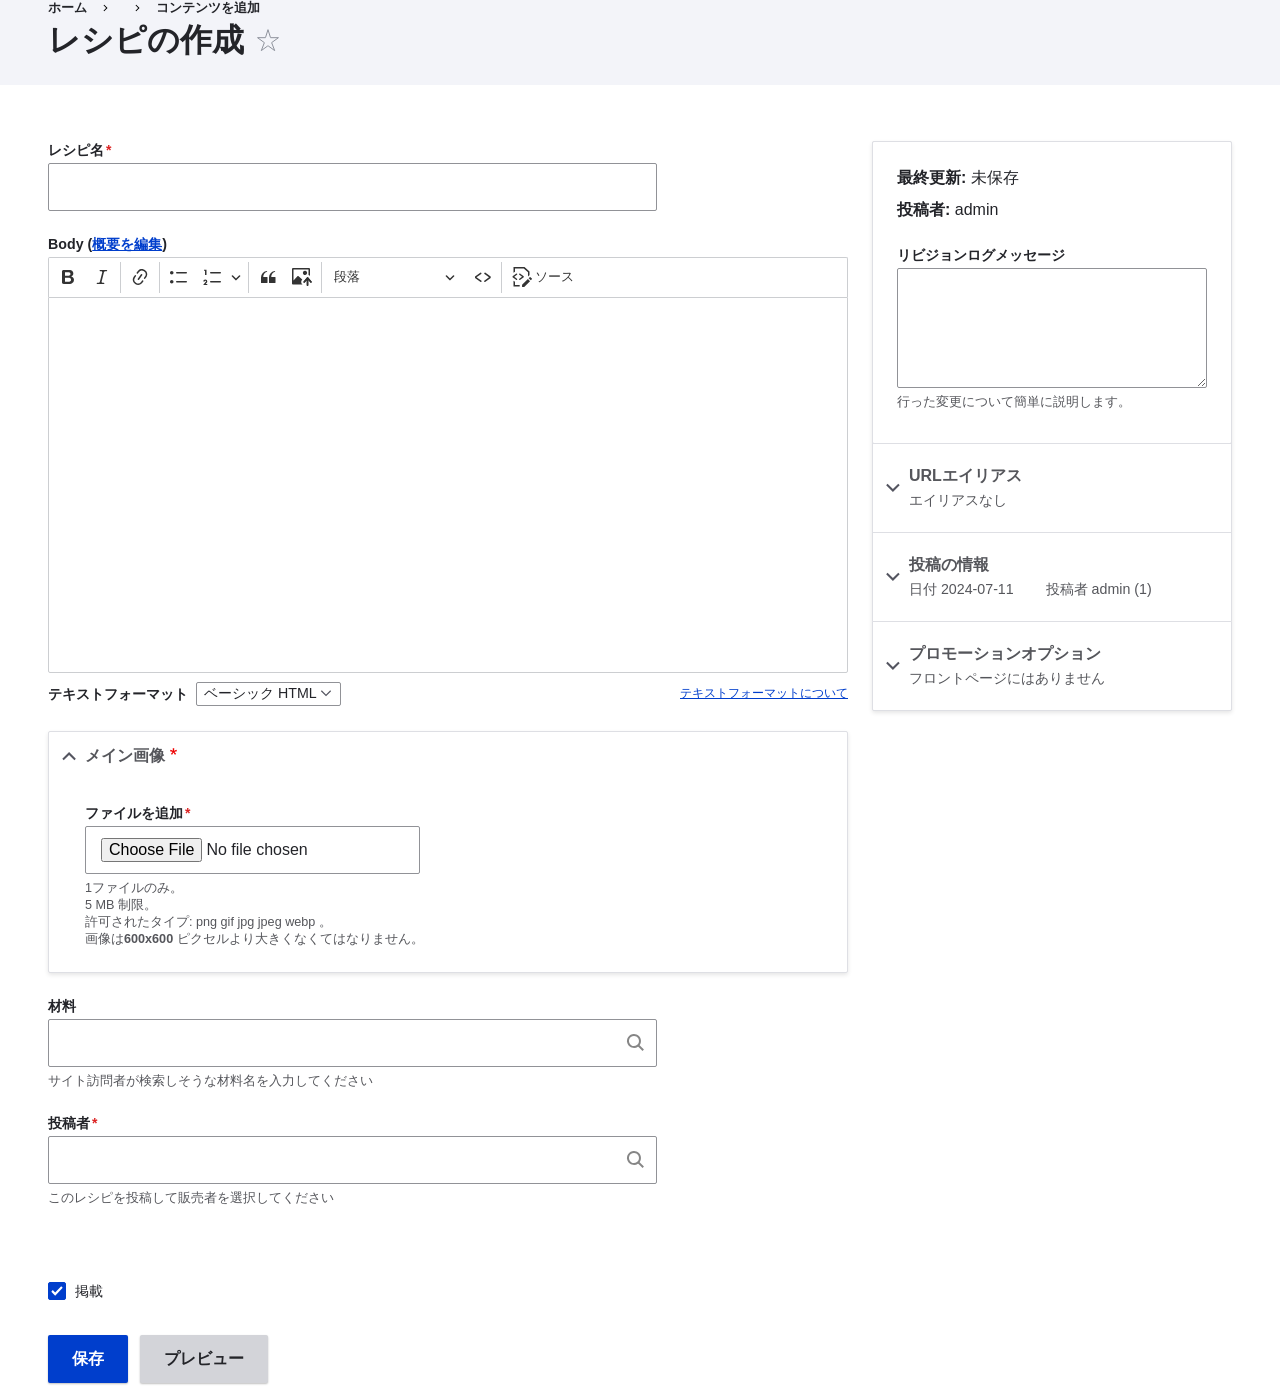 ホーム コンテンツを追加
レシピの作成
レシピ名*
Body (概要を編集)
段落
ソース
テキストフォーマット ベーシック HTML テキストフォーマットについて
メイン画像 *
ファイルを追加*
Choose File No file chosen
1ファイルのみ。
5 MB 制限。
許可されたタイプ: png gif jpg jpeg webp 。
画像は600x600 ピクセルより大きくなくてはなりません。
材料
サイト訪問者が検索しそうな材料名を入力してください
投稿者*
このレシピを投稿して販売者を選択してください
掲載
保存 プレビュー
最終更新: 未保存
投稿者: admin
リビジョンログメッセージ
行った変更について簡単に説明します。
URLエイリアス
エイリアスなし
投稿の情報
日付 2024-07-11 投稿者 admin (1)
プロモーションオプション
フロントページにはありません